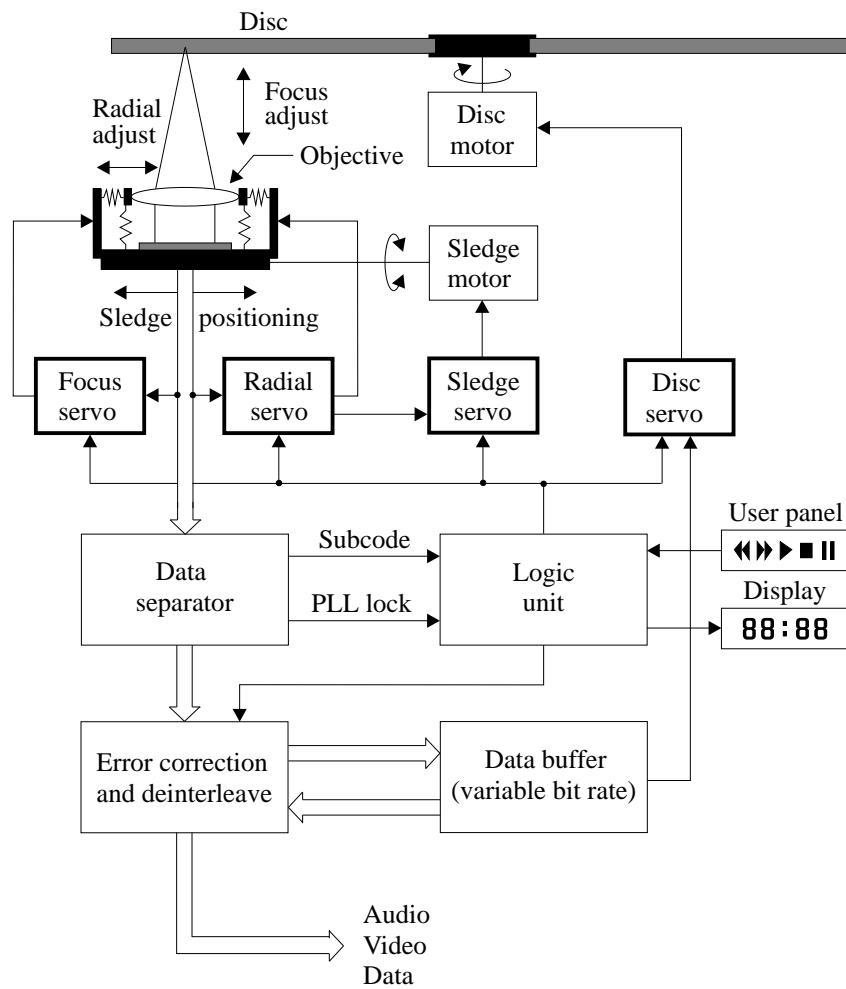 Disc
Radial
adjust
Focus
adjust
Objective
Disc
motor
Sledge
motor
Sledge positioning
Focus
servo
Radial
servo
Sledge
servo
Disc
servo
User panel
Data
separator
Subcode
PLL lock
Logic
unit
Display
88:88
Error correction
and deinterleave
Data buffer
(variable bit rate)
Audio
Video
Data